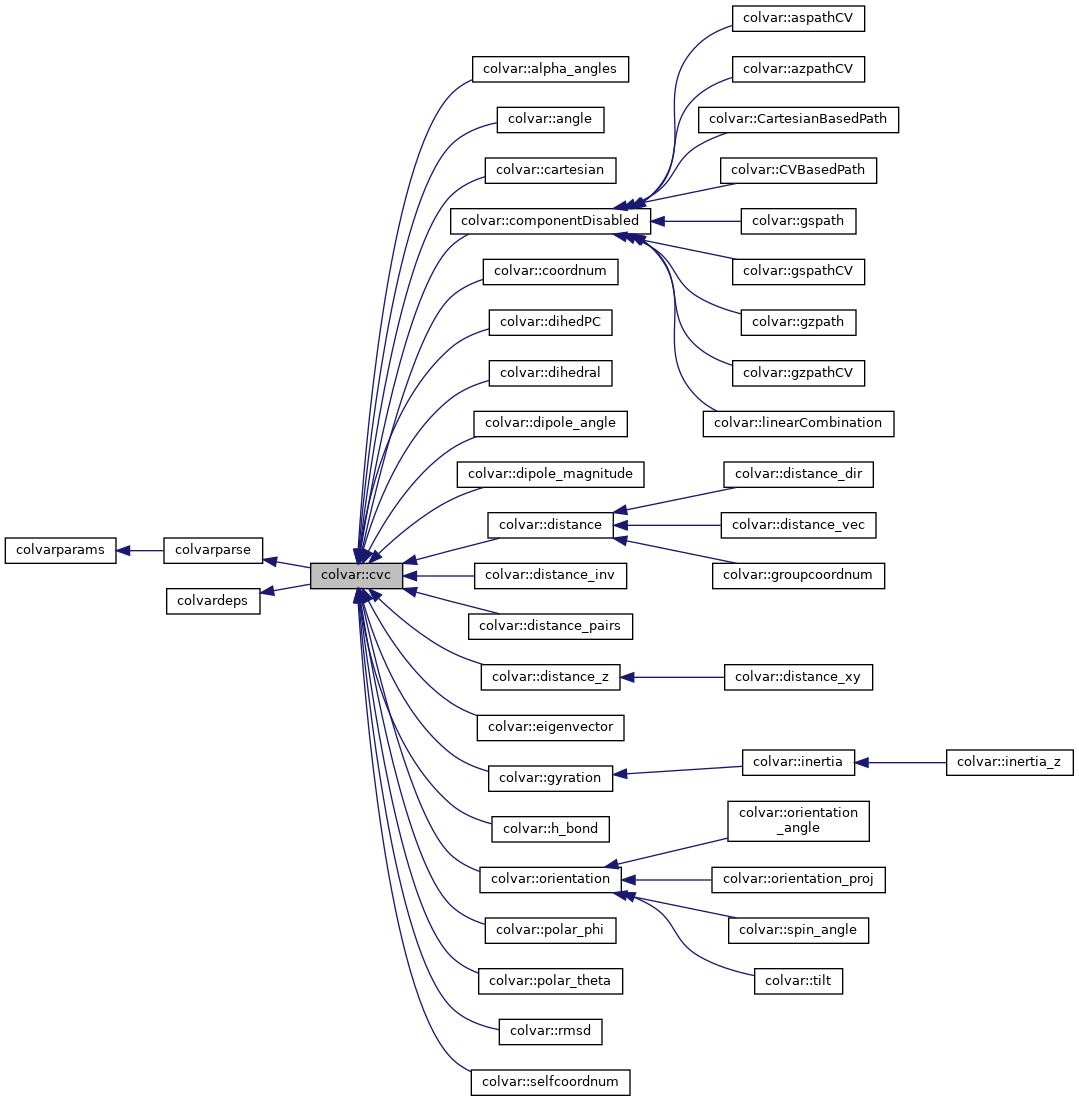 colvar::aspathCV
colvar::alpha_angles
colvar::azpathCV
colvar::angle
colvar::CartesianBasedPath
colvar::cartesian
colvar::CVBasedPath
colvar::componentDisabled
colvar::gspath
colvar::coordnum
colvar::gspathCV
colvar::dihedPC
colvar::gzpath
colvar::dihedral
colvar::gzpathCV
colvar::dipole_angle
colvar::linearCombination
colvar::dipole_magnitude
colvar::distance_dir
colvar::distance
colvar::distance_vec
colvarparams
colvarparse
colvar::cvc
colvar::distance_inv
colvar::groupcoordnum
colvardeps
colvar::distance_pairs
colvar::distance_z
colvar::distance_xy
colvar::eigenvector
colvar::gyration
colvar::inertia
colvar::inertia_z
colvar::h_bond
colvar::orientation
_angle
colvar::orientation
colvar::orientation_proj
colvar::polar_phi
colvar::spin_angle
colvar::polar_theta
colvar::tilt
colvar::rmsd
colvar::selfcoordnum